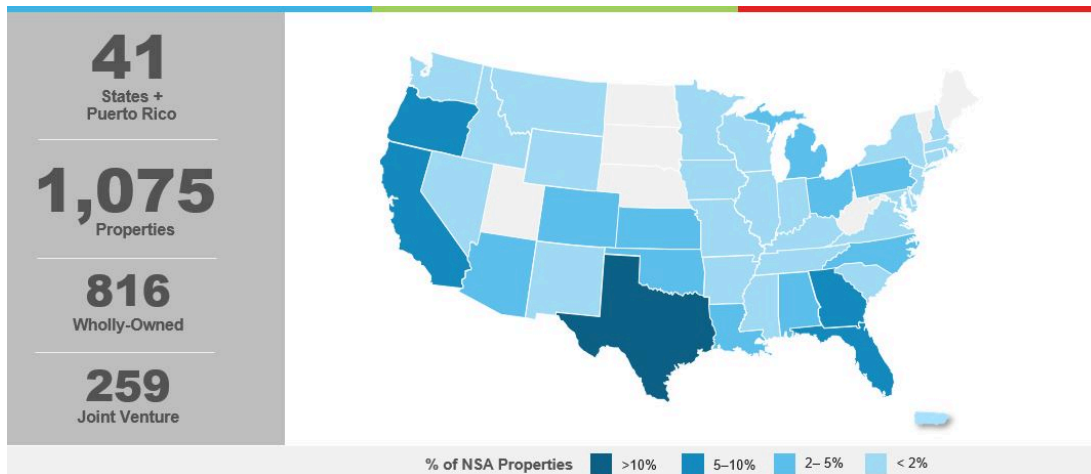 41
States +
Puerto Rico
1,075
Properties
816
Wholly-Owned
259
Joint Venture
% of NSA Properties >10% 5–10% 2– 5% < 2%